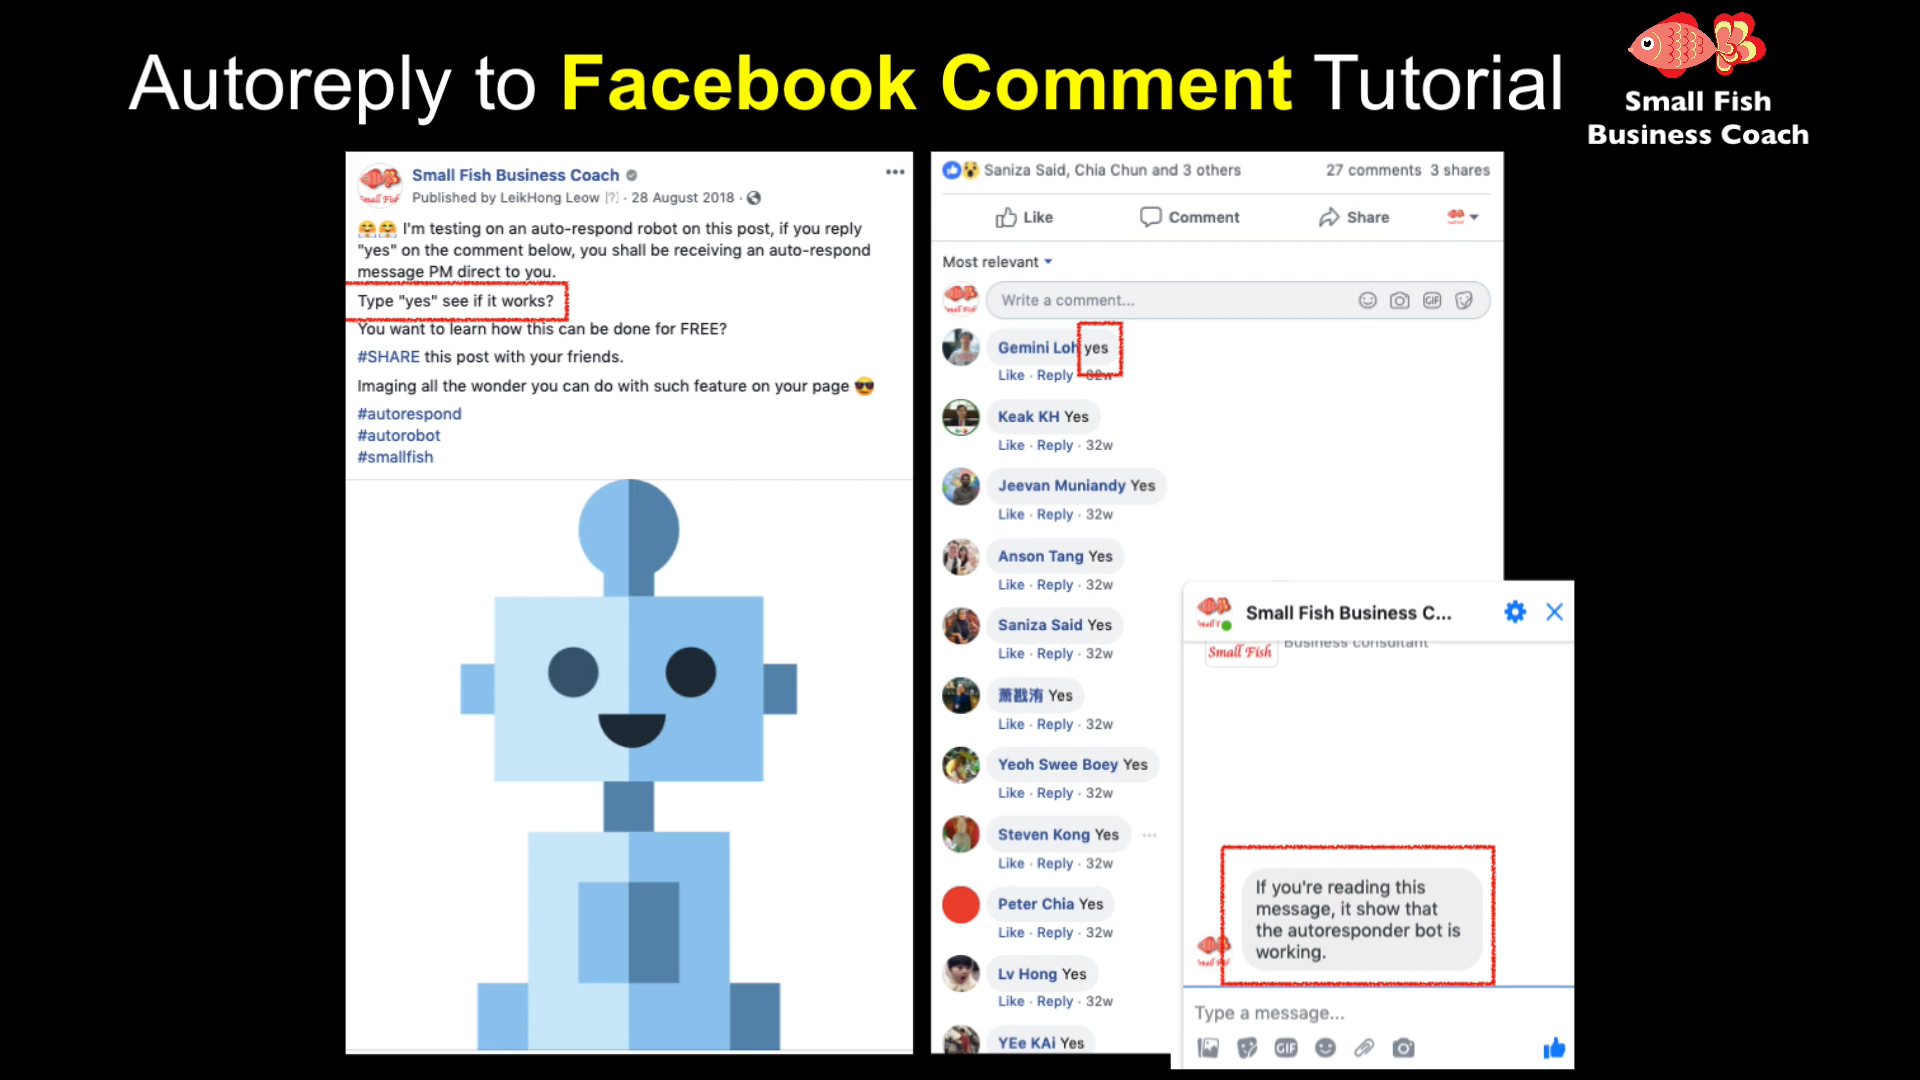 Autoreply to Facebook Comment Tutorial
Small Fish
Business Coach
Small Fish Business Coach
Published by LeikHong Leow [?] · 28 August 2018 ·
I'm testing on an auto-respond robot on this post, if you reply
"yes" on the comment below, you shall be receiving an auto-respond
message PM direct to you.
Type "yes" see if it works?
You want to learn how this can be done for FREE?
#SHARE this post with your friends.
Imaging all the wonder you can do with such feature on your page
#autorespond
#autorobot
#smallfish
Saniza Said, Chia Chun and 3 others 27 comments 3 shares
Like Comment Share
Most relevant
Write a comment...
GIF
Gemini Loh yes
Like · Reply · 32w
Keak KH Yes
Like · Reply · 32w
Jeevan Muniandy Yes
Like · Reply · 32w
Anson Tang Yes
Like · Reply · 32w
Saniza Said Yes
Like · Reply · 32w
Yes
Like · Reply · 32w
Yeoh Swee Boey Yes
Like · Reply · 32w
Steven Kong Yes
Like · Reply · 32w
Peter Chia Yes
Like · Reply · 32w
Lv Hong Yes
Like · Reply · 32w
YEe KAi Yes
Small Fish Business C...
Small Fish
Business consultant
If you're reading this
message, it show that
the autoresponder bot is
working.
Type a message...
GIF